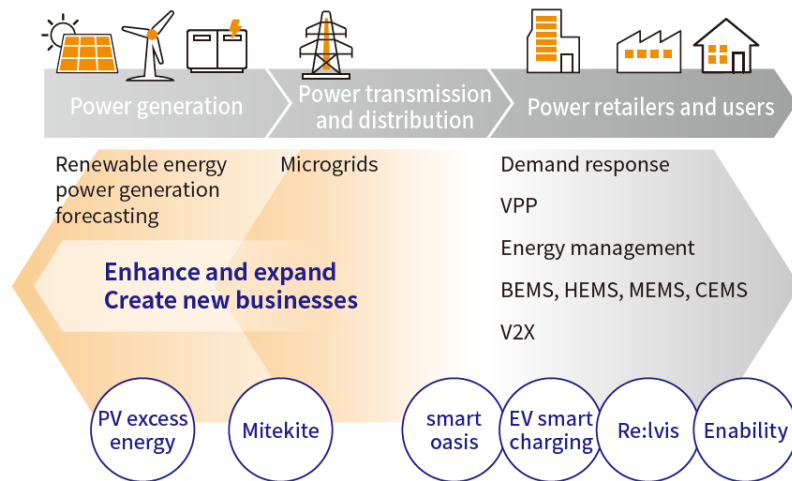 Power generation
Power transmission
and distribution
Power retailers and users
Renewable energy
power generation
forecasting
Microgrids
Demand response
VPP
Energy management
BEMS, HEMS, MEMS, CEMS
V2X
Enhance and expand
Create new businesses
PV excess
energy
Mitekite
smart
oasis
EV smart
charging
Re:lvis
Enability